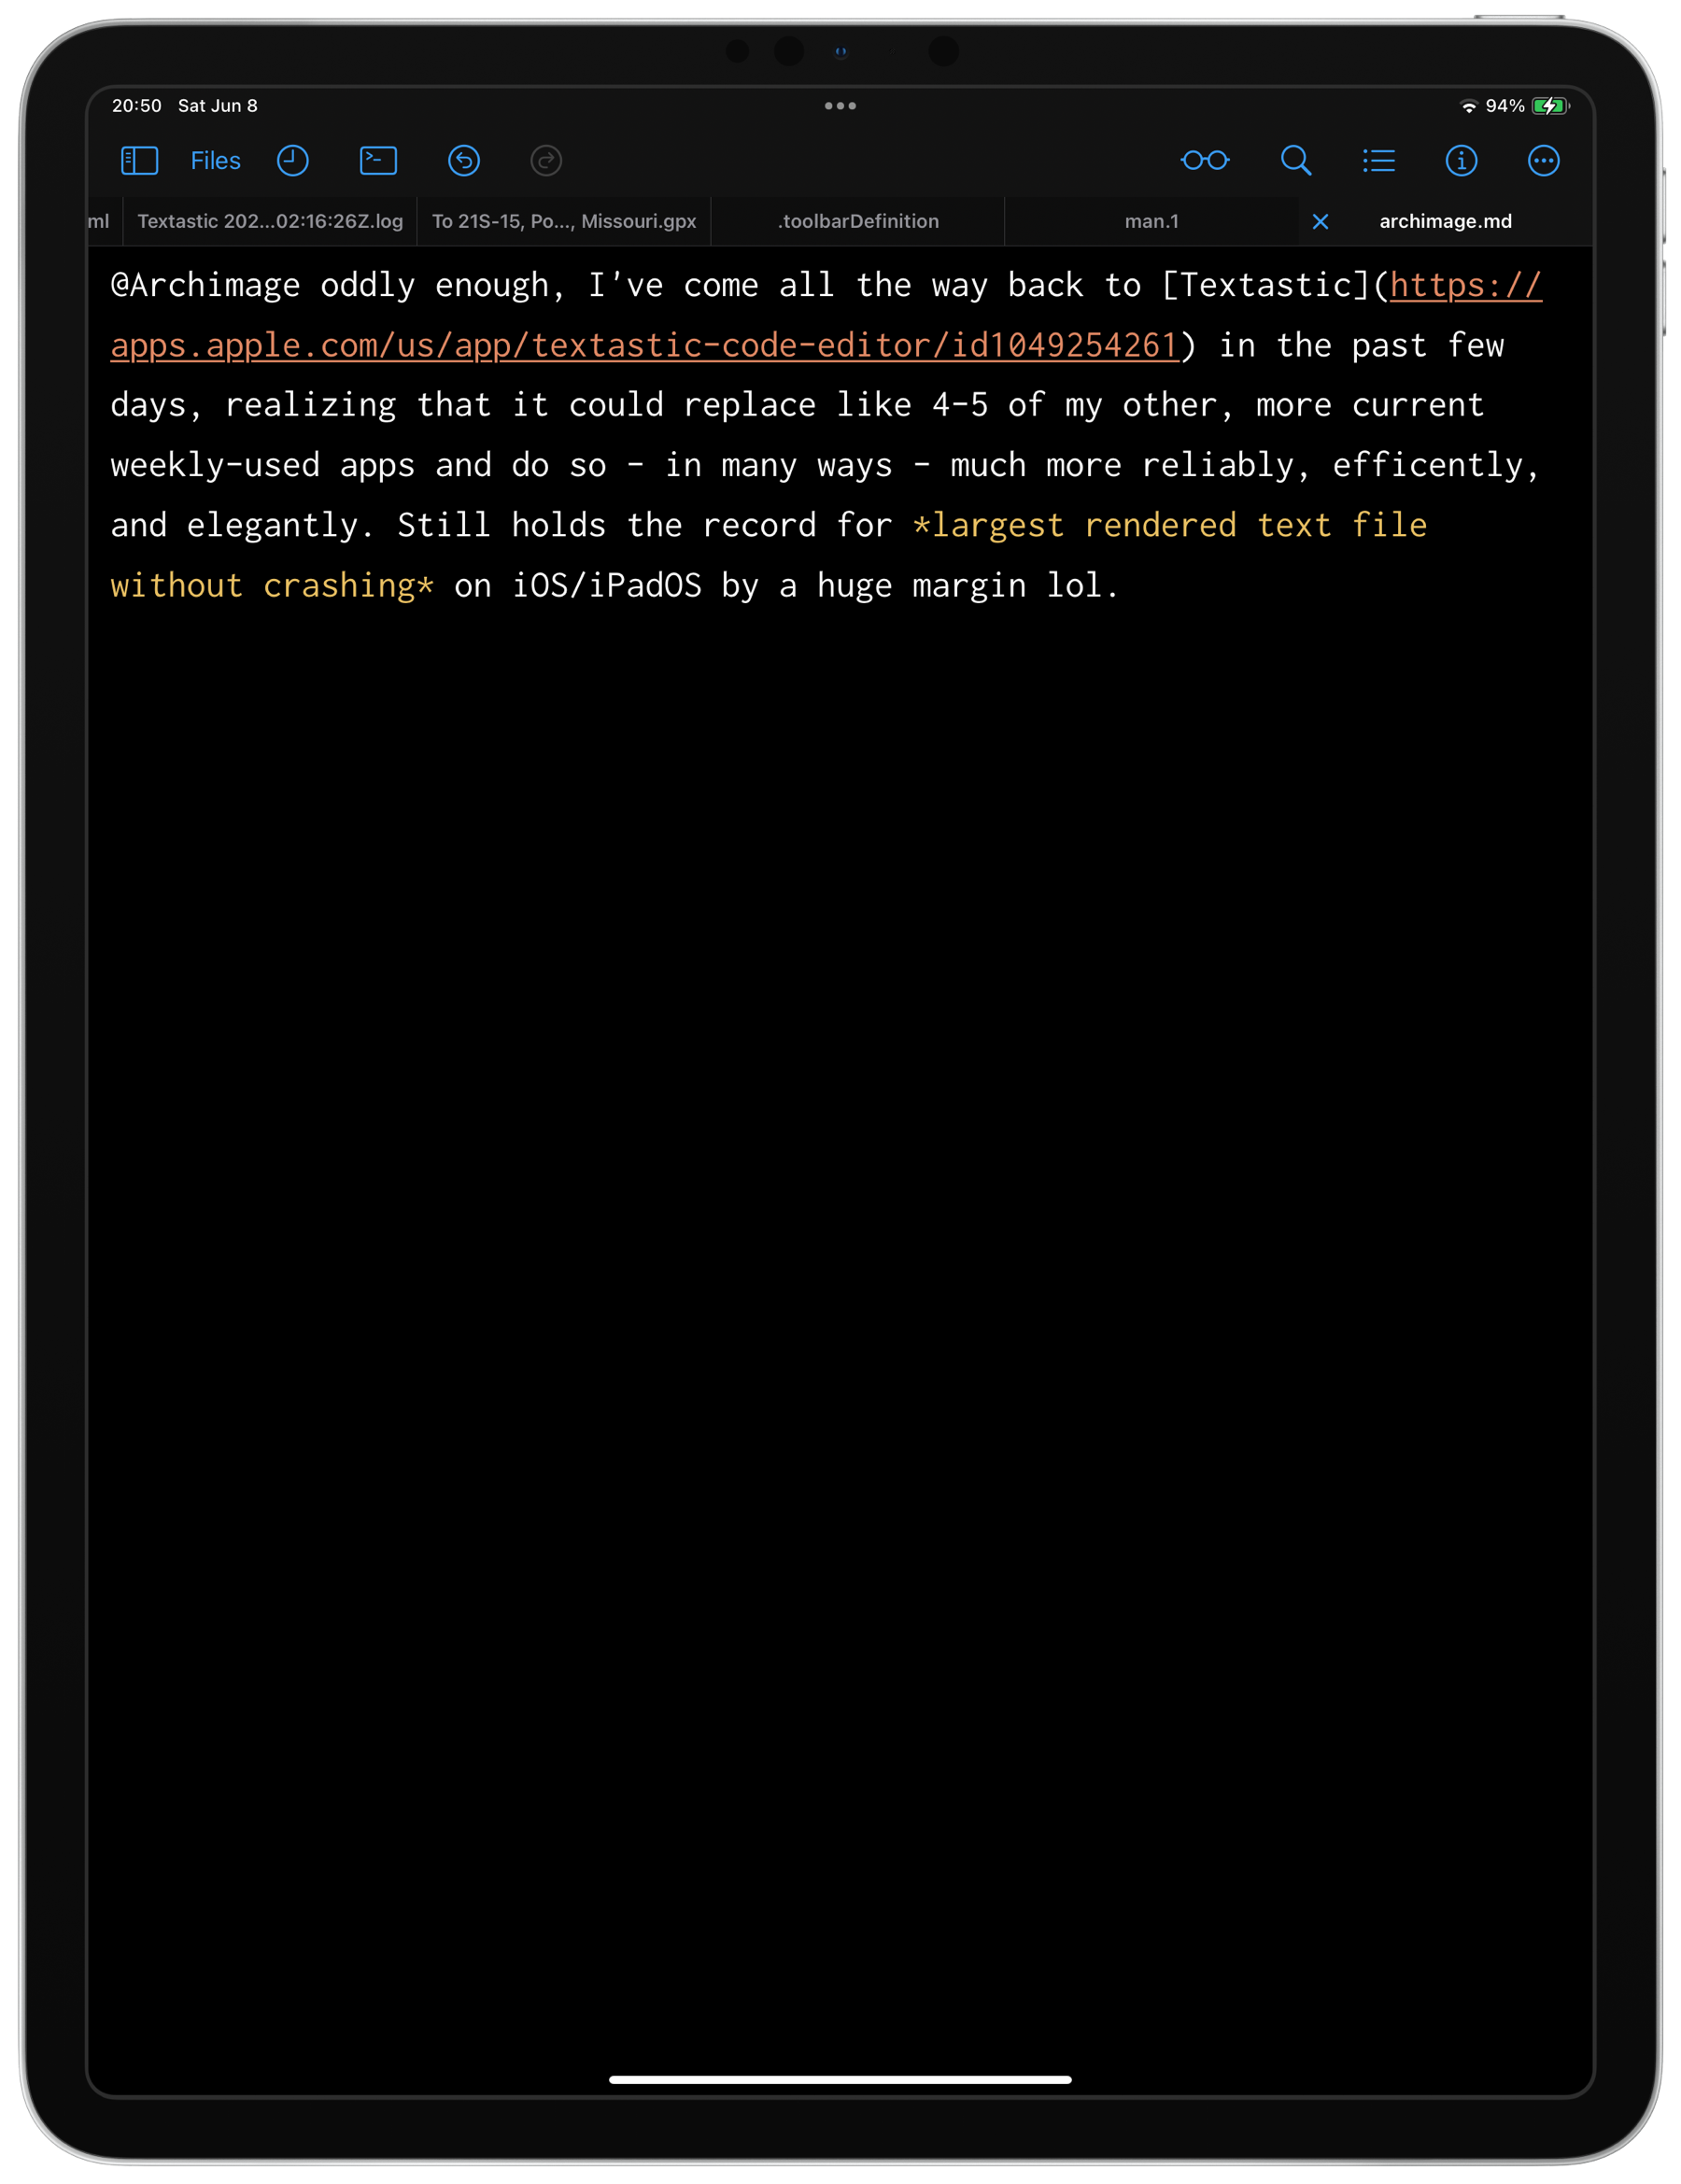 20:50 Sat Jun 8 94%
Files
ml Textastic 202...02:16:26Z.log To 21S-15, Po..., Missouri.gpx .toolbarDefinition man.1 archimage.md
@Archimage oddly enough, I've come all the way back to [Textastic](https://
apps.apple.com/us/app/textastic-code-editor/id1049254261) in the past few
days, realizing that it could replace like 4-5 of my other, more current
weekly-used apps and do so - in many ways - much more reliably, efficently,
and elegantly. Still holds the record for *largest rendered text file
without crashing* on iOS/iPadOS by a huge margin lol.